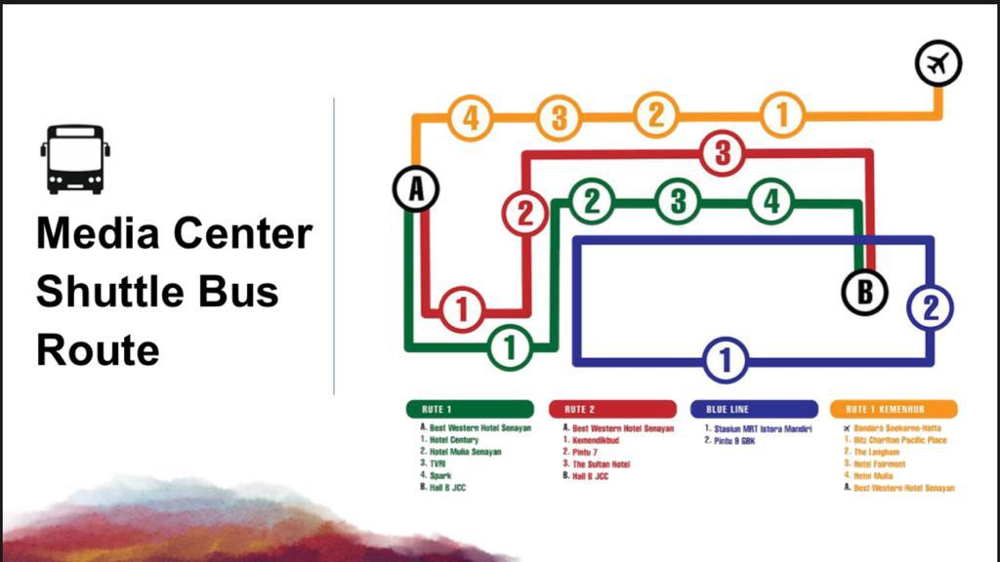 Media Center
Shuttle Bus
Route
4
3
2
1
A
3
2
2
3
4
B
2
1
1
1
RUTE 1
A. Best Western Hotel Senayan
1. Hotel Century
2. Hotel Mulia Senayan
3. TVRI
4. Spark
B. Hall B JCC
RUTE 2
A. Best Western Hotel Senayan
1. Kemendikbud
2. Pintu 7
3. The Sultan Hotel
B. Hall B JCC
BLUE LINE
1. Stasiun MRT Istora Mandiri
2. Pintu 9 GBK
RUTE 1 KEMENHUB
Bandara Soekarno-Hatta
1. Ritz Charlton Pacific Place
2. The Langham
3. Hotel Fairmont
4. Hotel Mulia
A. Best Western Hotel Senayan